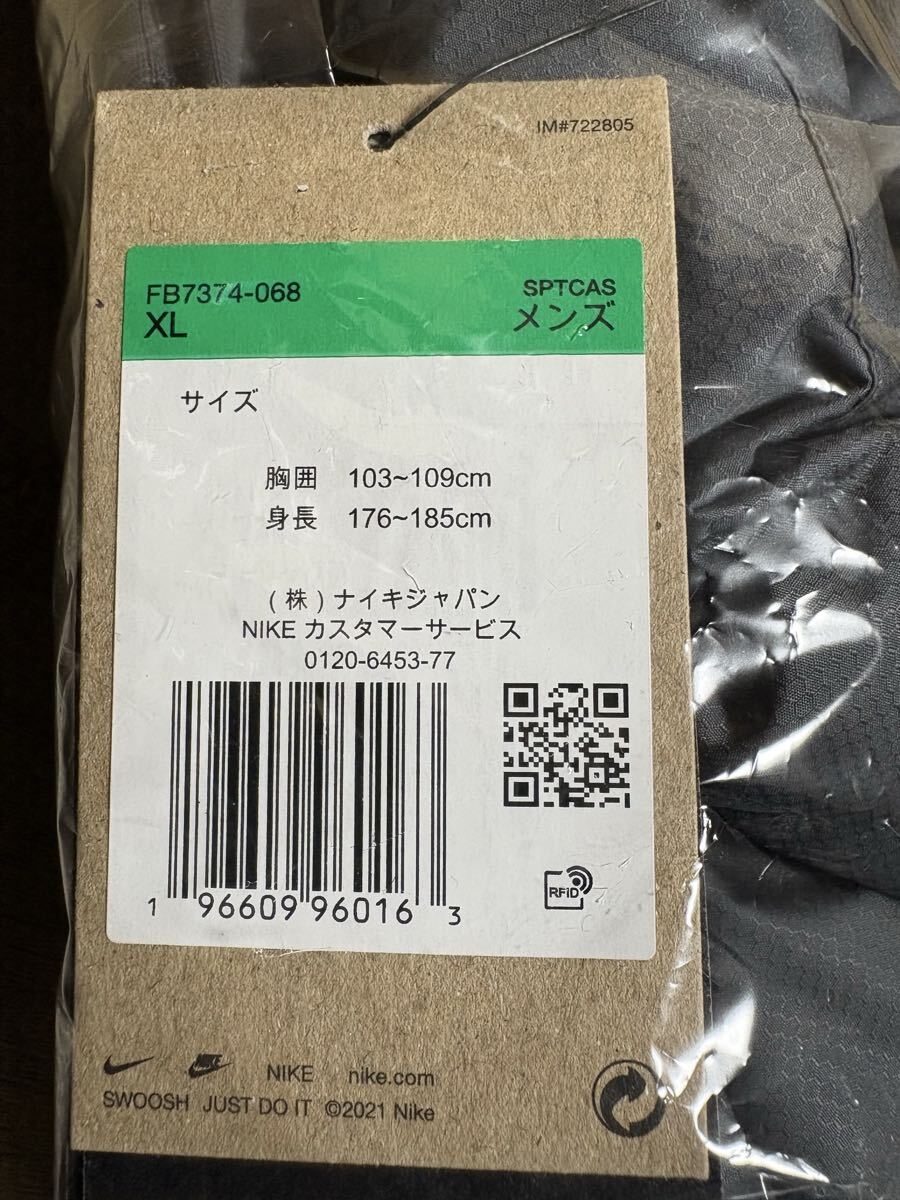 IM#722805
FB7374-068
SPTCAS
XL
メンズ
サイズ
胸囲 103~109cm
身長 176~185cm
(株)ナイキジャパン
NIKE カスタマーサービス
0120-6453-77
RFiD
1 96609 96016 3
NIKE nike.com
SWOOSH JUST DO IT ©2021 Nike